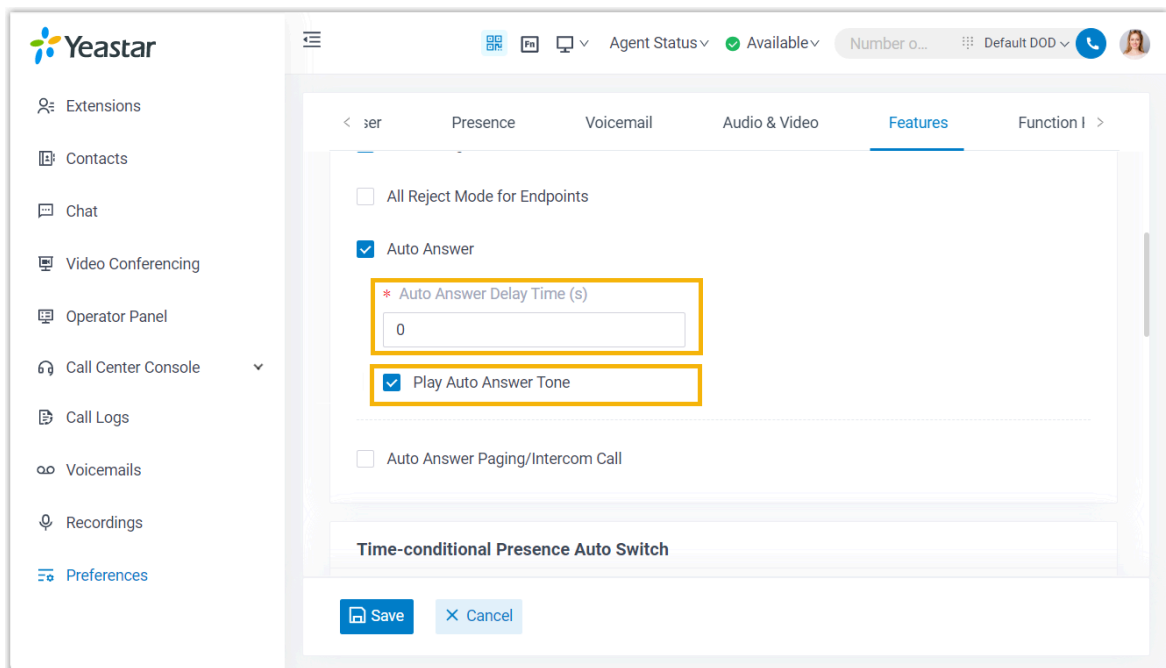 Yeastar
Fn
Agent Status
Available
Number o...
Default DOD
Extensions
Contacts
Chat
Video Conferencing
Operator Panel
Call Center Console
Call Logs
Voicemails
Recordings
Preferences
ser
Presence
Voicemail
Audio & Video
Features
Function
All Reject Mode for Endpoints
Auto Answer
* Auto Answer Delay Time (s)
0
Play Auto Answer Tone
Auto Answer Paging/Intercom Call
Time-conditional Presence Auto Switch
Save
Cancel